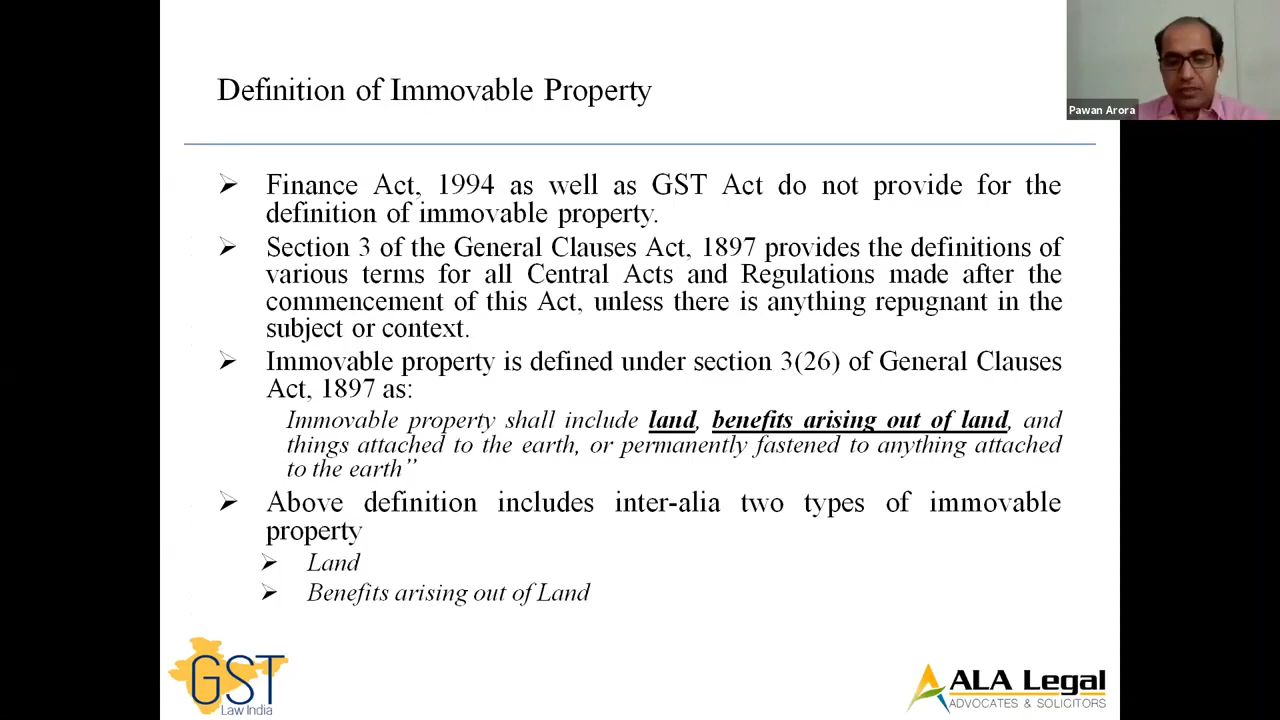 Definition of Immovable Property
Pawan Arora
Finance Act, 1994 as well as GST Act do not provide for the
definition of immovable property.
Section 3 of the General Clauses Act, 1897 provides the definitions of
various terms for all Central Acts and Regulations made after the
commencement of this Act, unless there is anything repugnant in the
subject or context.
Immovable property is defined under section 3(26) of General Clauses
Act, 1897 as:
Immovable property shall include land, benefits arising out of land, and
things attached to the earth, or permanently fastened to anything attached
to the earth”
Above definition includes inter-alia two types of immovable
property
Land
Benefits arising out of Land
GST
Law India
ALA Legal
ADVOCATES & SOLICITORS